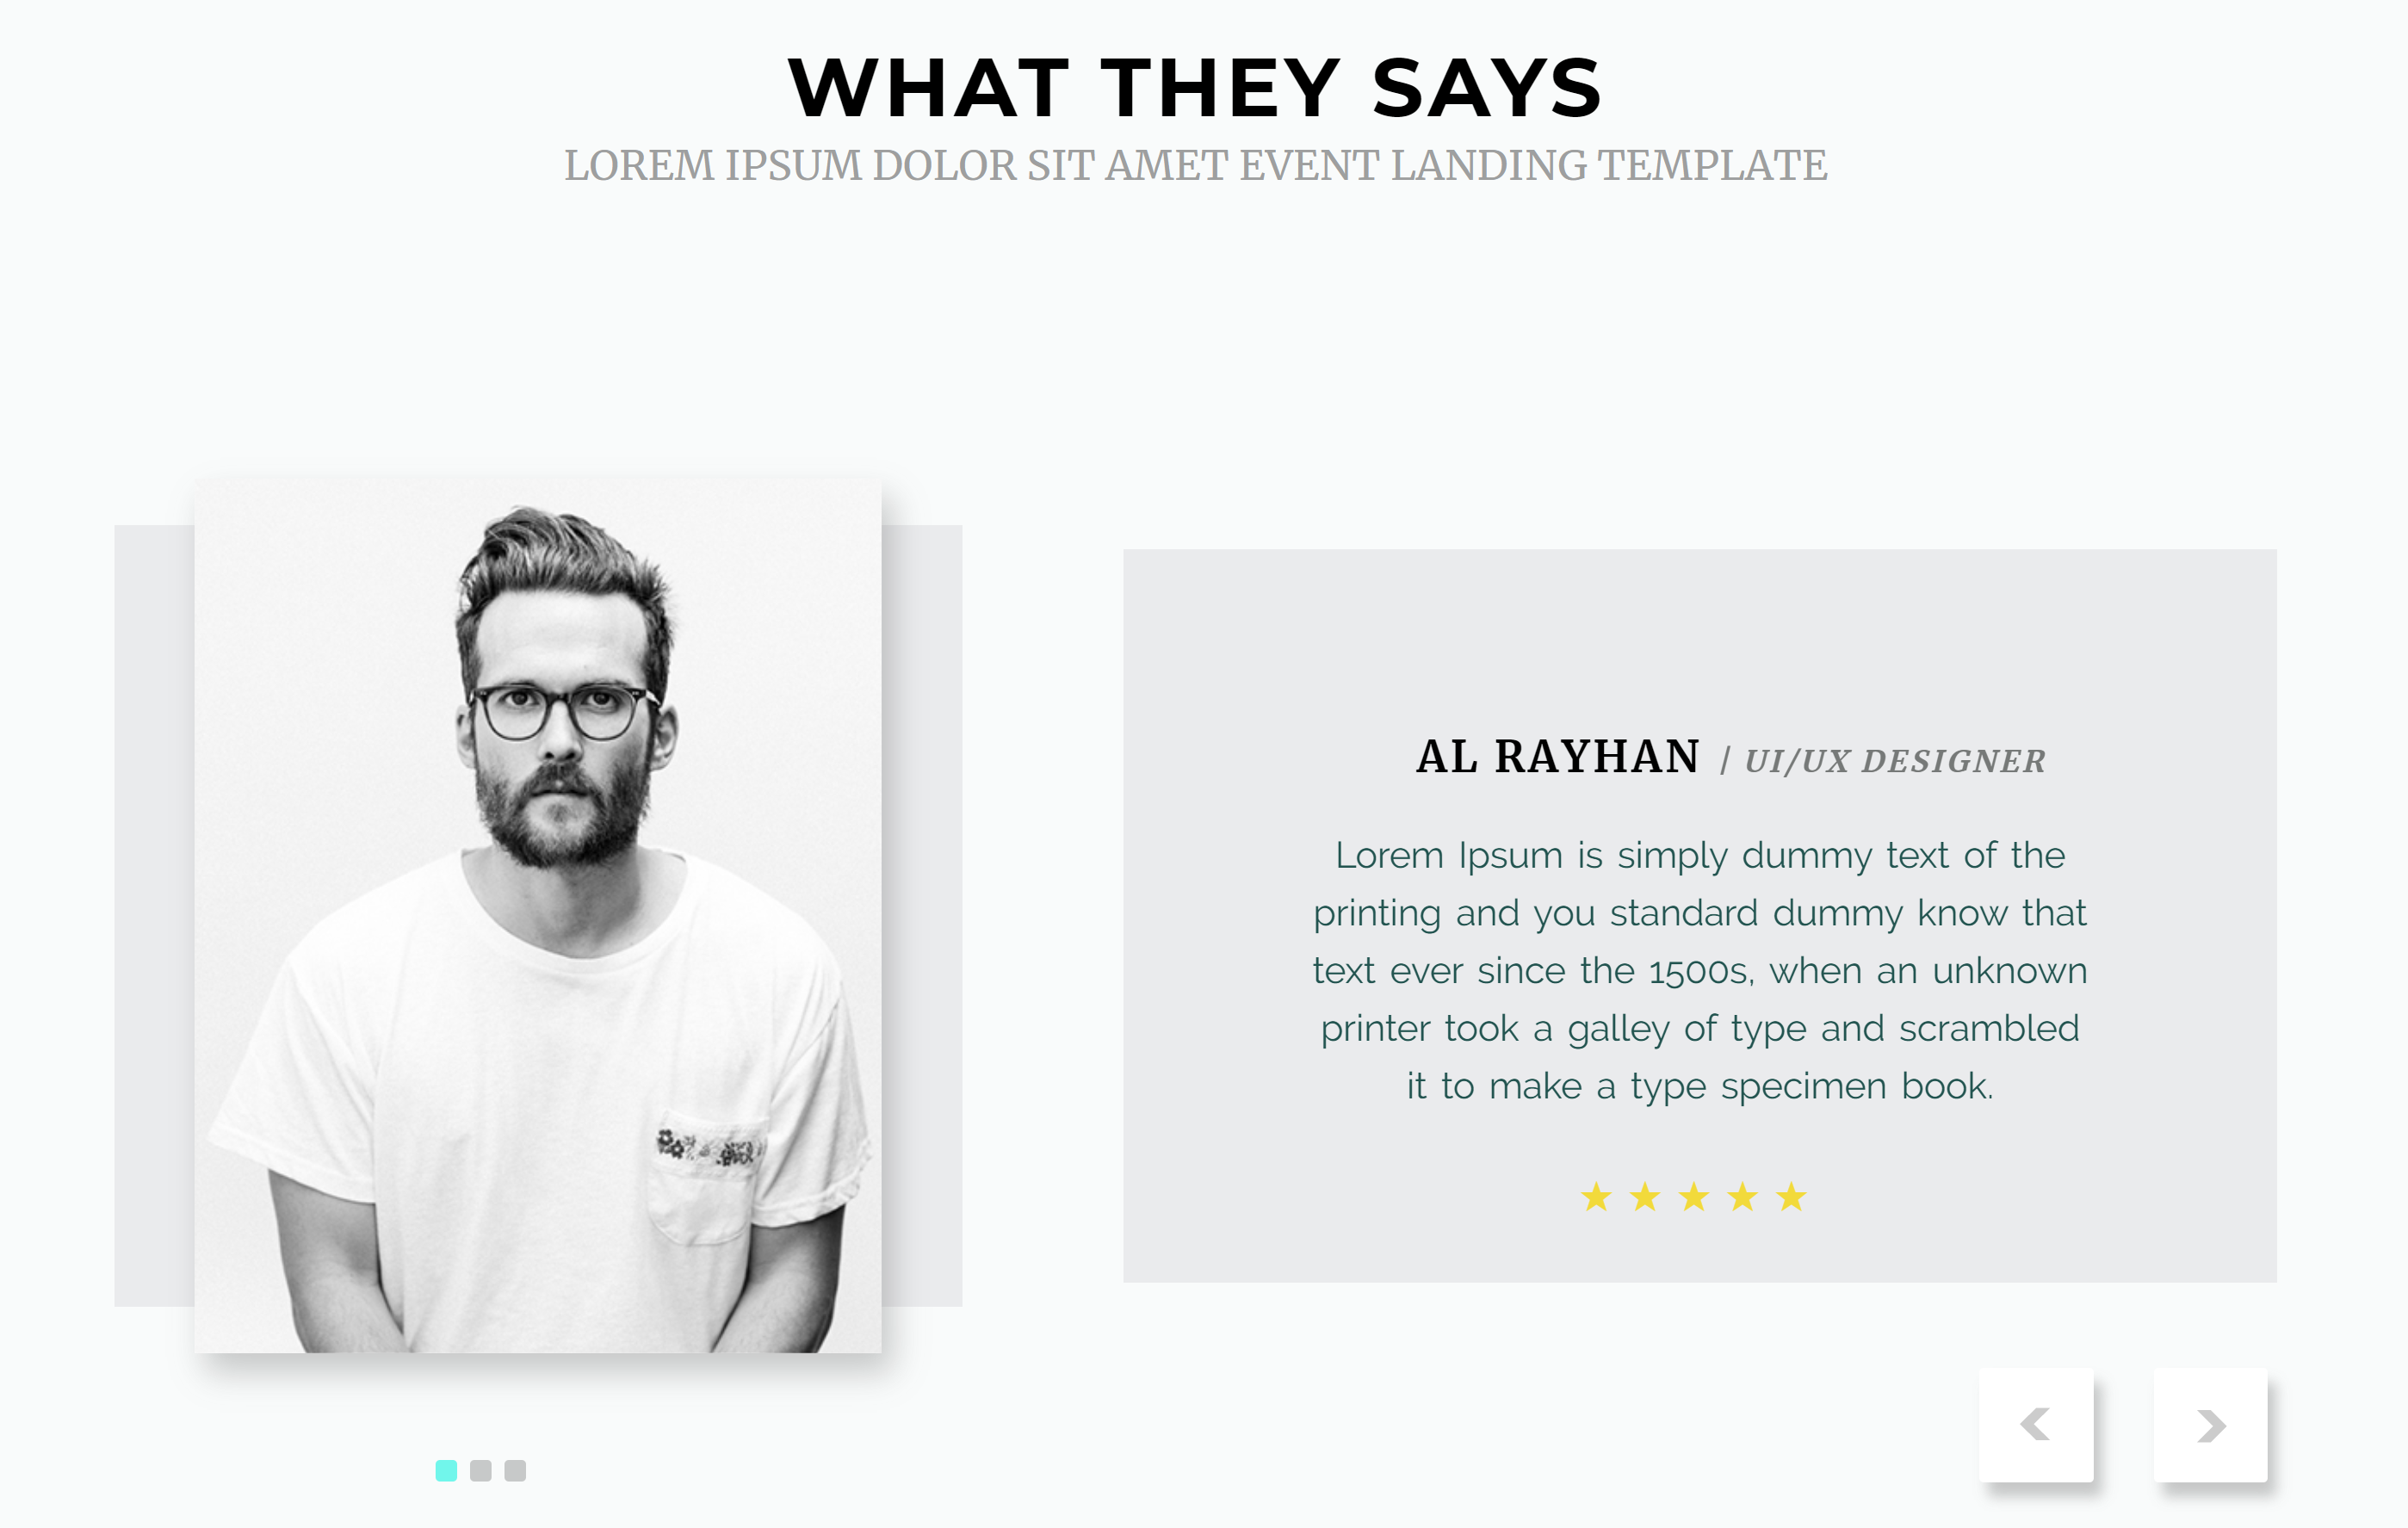 WHAT THEY SAYS
LOREM IPSUM DOLOR SIT AMET EVENT LANDING TEMPLATE
AL RAYHAN / UI/UX DESIGNER
Lorem Ipsum is simply dummy text of the
printing and you standard dummy know that
text ever since the 1500s, when an unknown
printer took a galley of type and scrambled
it to make a type specimen book.